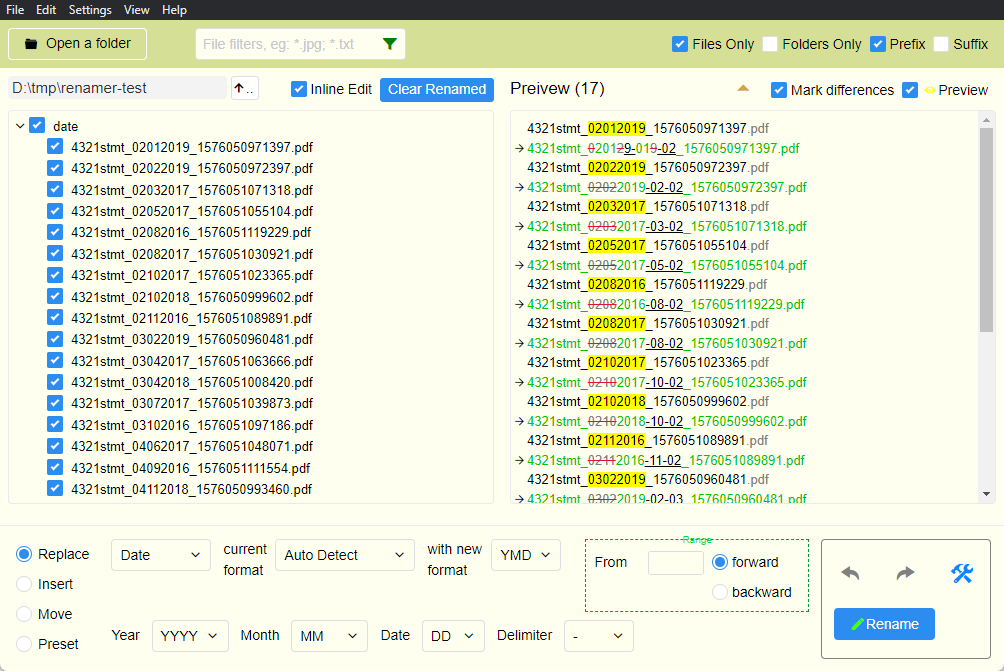 File Edit Settings View Help
Open a folder
File filters, eg: *.jpg; *.txt
Files Only Folders Only Prefix Suffix
D:\tmp\renamer-test
..
Inline Edit
Clear Renamed
Preivew (17)
Mark differences
Preview
date
4321stmt_02012019_1576050971397.pdf
4321stmt_02022019_1576050972397.pdf
4321stmt_02032017_1576051071318.pdf
4321stmt_02052017_1576051055104.pdf
4321stmt_02082016_1576051119229.pdf
4321stmt_02082017_1576051030921.pdf
4321stmt_02102017_1576051023365.pdf
4321stmt_02102018_1576050999602.pdf
4321stmt_02112016_1576051089891.pdf
4321stmt_03022019_1576050960481.pdf
4321stmt_03042017_1576051063666.pdf
4321stmt_03042018_1576051008420.pdf
4321stmt_03072017_1576051039873.pdf
4321stmt_03102016_1576051097186.pdf
4321stmt_04062017_1576051048071.pdf
4321stmt_04092016_1576051111554.pdf
4321stmt_04112018_1576050993460.pdf
4321stmt_02012019_1576050971397.pdf
→4321stmt_020129-019-02_1576050971397.pdf
4321stmt_02022019_1576050972397.pdf
→4321stmt_02022019-02-02_1576050972397.pdf
4321stmt_02032017_1576051071318.pdf
→4321stmt_02032017-03-02_1576051071318.pdf
4321stmt_02052017_1576051055104.pdf
→4321stmt_02052017-05-02_1576051055104.pdf
4321stmt_02082016_1576051119229.pdf
→4321stmt_02082016-08-02_1576051119229.pdf
4321stmt_02082017_1576051030921.pdf
→4321stmt_02082017-08-02_1576051030921.pdf
4321stmt_02102017_1576051023365.pdf
→4321stmt_02102017-10-02_1576051023365.pdf
4321stmt_02102018_1576050999602.pdf
→4321stmt_02102018-10-02_1576050999602.pdf
4321stmt_02112016_1576051089891.pdf
→4321stmt_02112016-11-02_1576051089891.pdf
4321stmt_03022019_1576050960481.pdf
→4321stmt_03022019-02-03_1576050960481.pdf
Replace
Insert
Move
Preset
Date
current
format
Auto Detect
with new
format
YMD
Range
From
forward
backward
Year YYYY Month MM Date DD Delimiter -
Rename